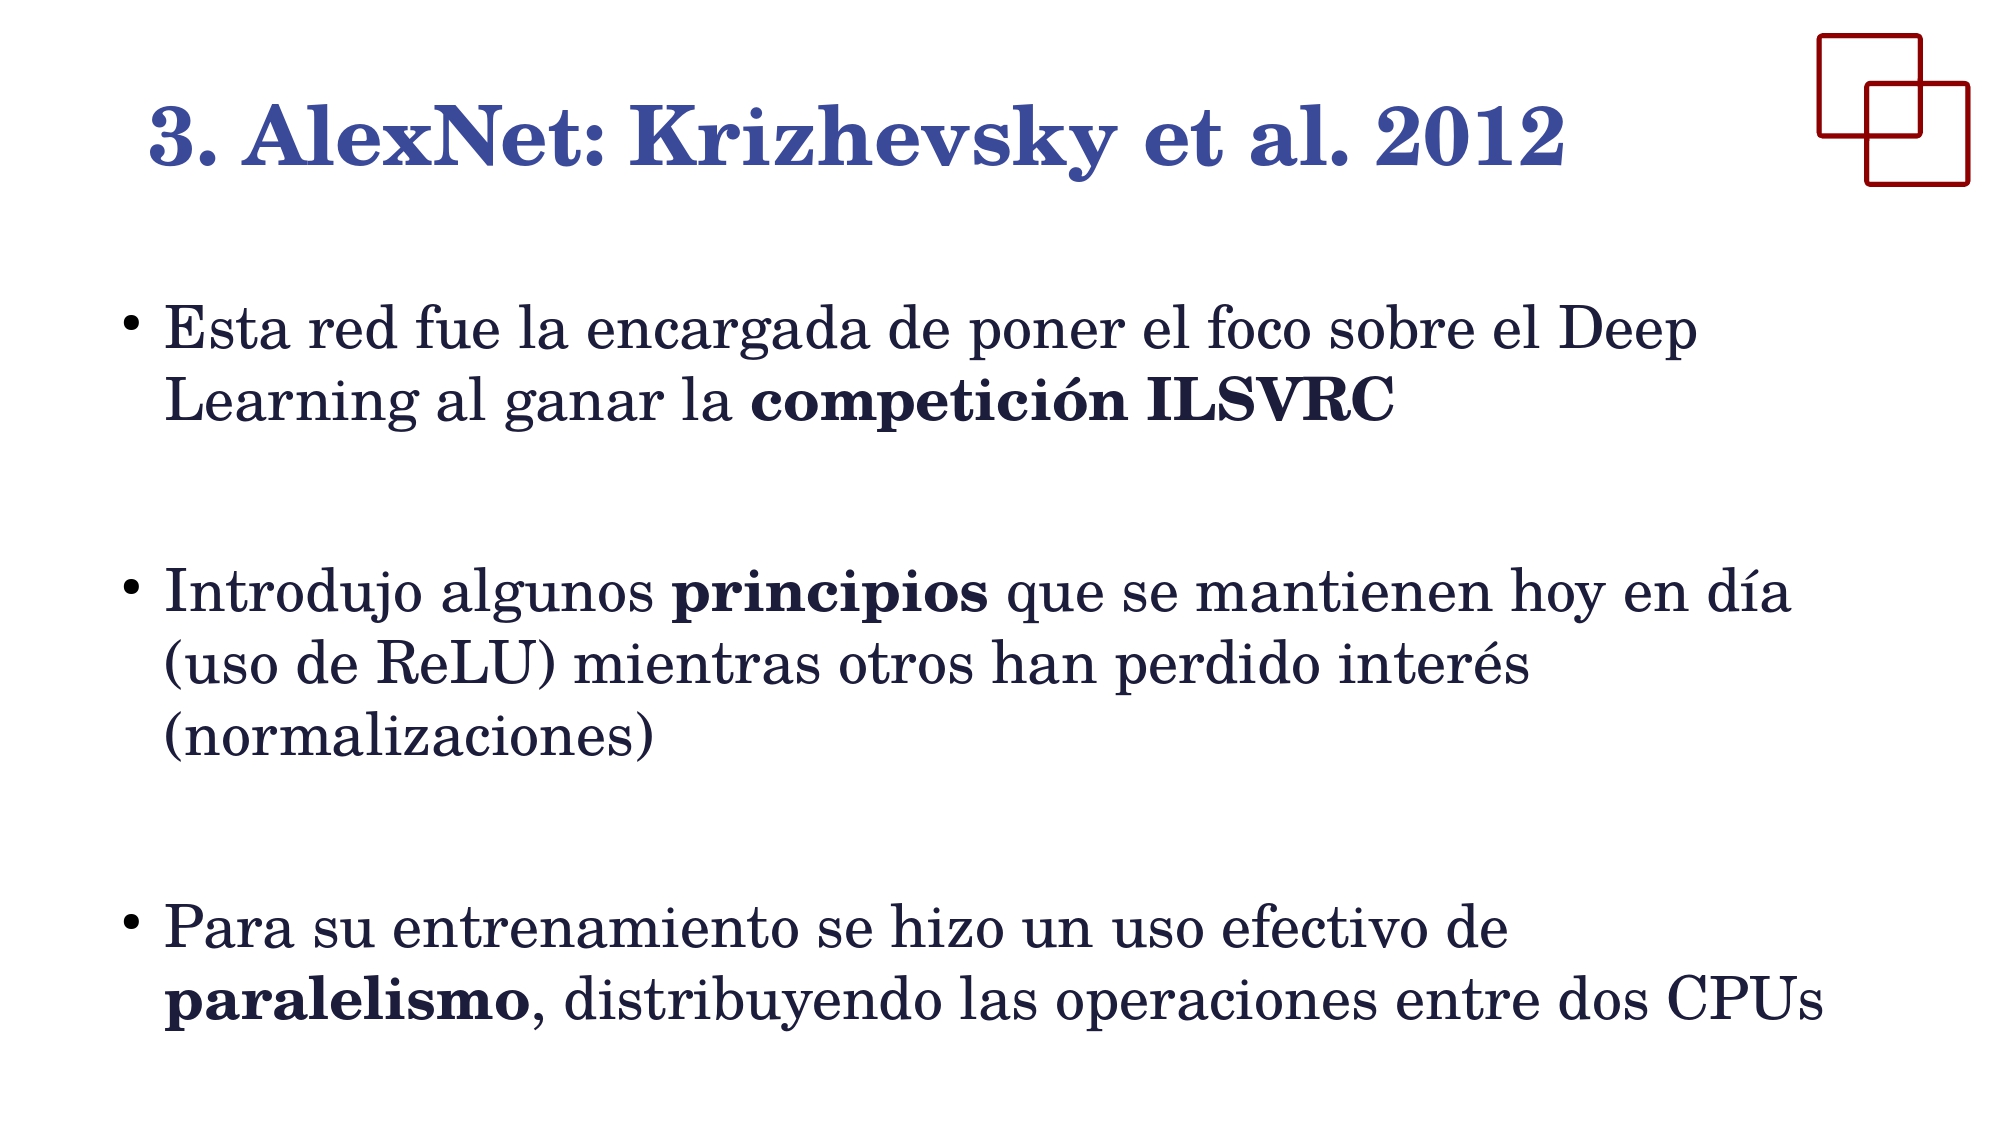 3. AlexNet: Krizhevsky et al. 2012
• Esta red fue la encargada de poner el foco sobre el Deep
Learning al ganar la competición ILSVRC
• Introdujo algunos principios que se mantienen hoy en día
(uso de ReLU) mientras otros han perdido interés
(normalizaciones)
• Para su entrenamiento se hizo un uso efectivo de
paralelismo, distribuyendo las operaciones entre dos CPUs